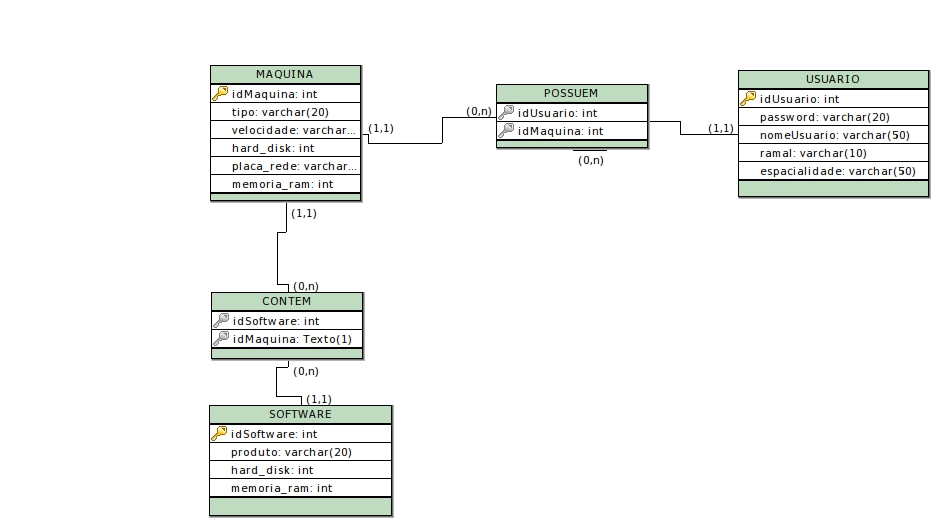 MAQUINA
idMaquina: int
tipo: varchar(20)
velocidade: varchar...
hard_disk: int
placa_rede: varchar...
memoria_ram: int
(1,1)
(0,n)
POSSUEM
idUsuario: int
idMaquina: int
(0,n)
(1,1)
USUARIO
idUsuario: int
password: varchar(20)
nomeUsuario: varchar(50)
ramal: varchar(10)
espacialidade: varchar(50)
(1,1)
(0,n)
CONTEM
idSoftware: int
idMaquina: Texto(1)
(0,n)
(1,1)
SOFTWARE
idSoftware: int
produto: varchar(20)
hard_disk: int
memoria_ram: int